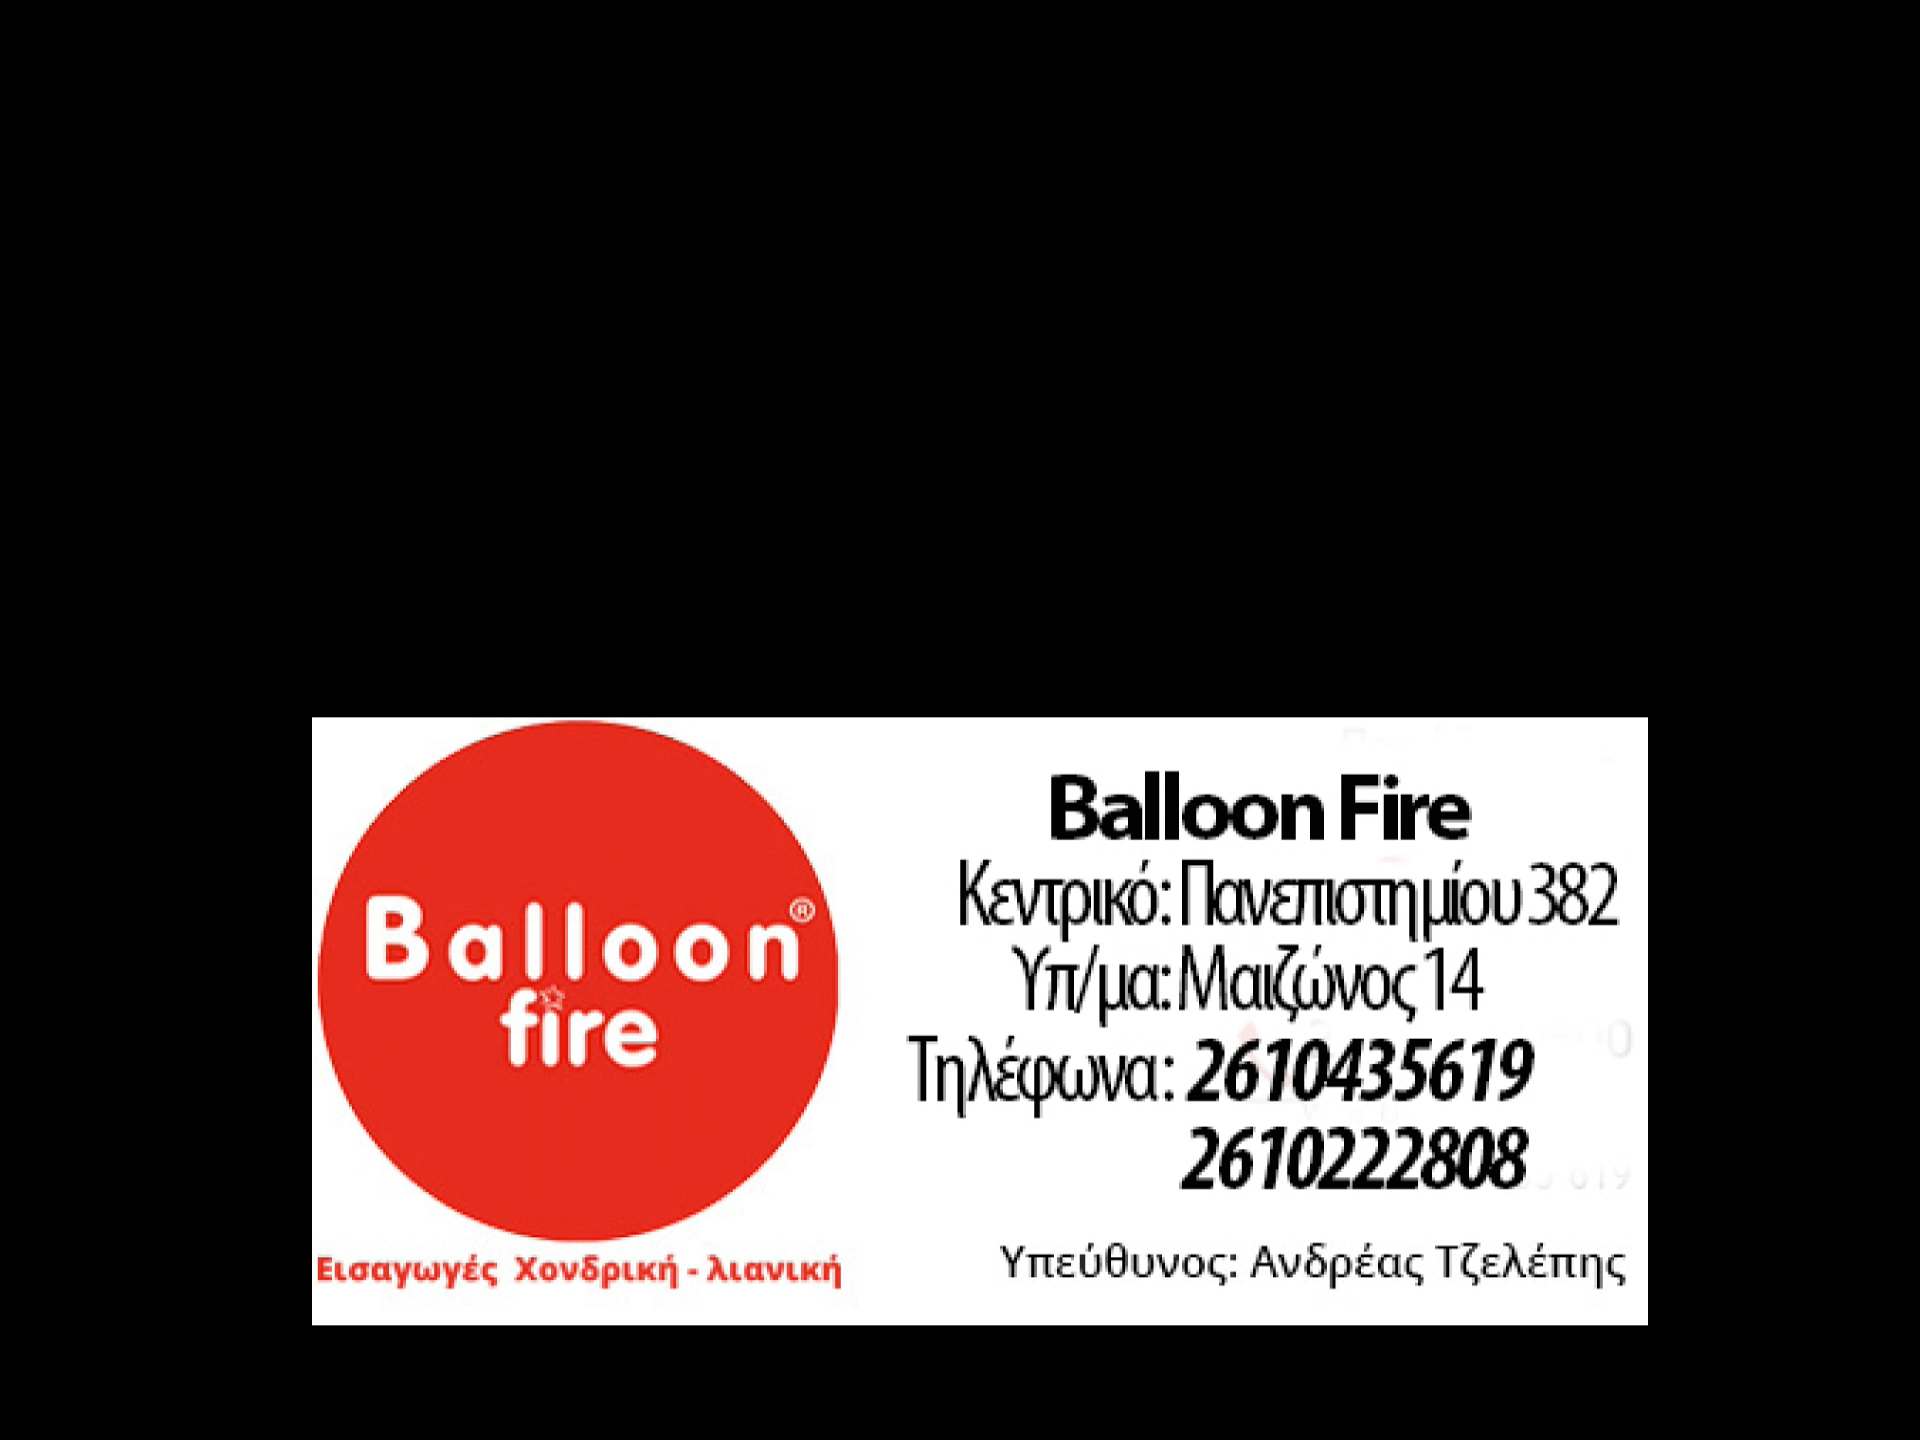 Balloon®
fire
Εισαγωγές Χονδρική - λιανική
Balloon Fire
Κεντρικό: Πανεπιστημίου 382
Υπ/μα: Μαιζώνος 14
Τηλέφωνα: 2610435619
2610222808
Υπεύθυνος: Ανδρέας Τζελέπης